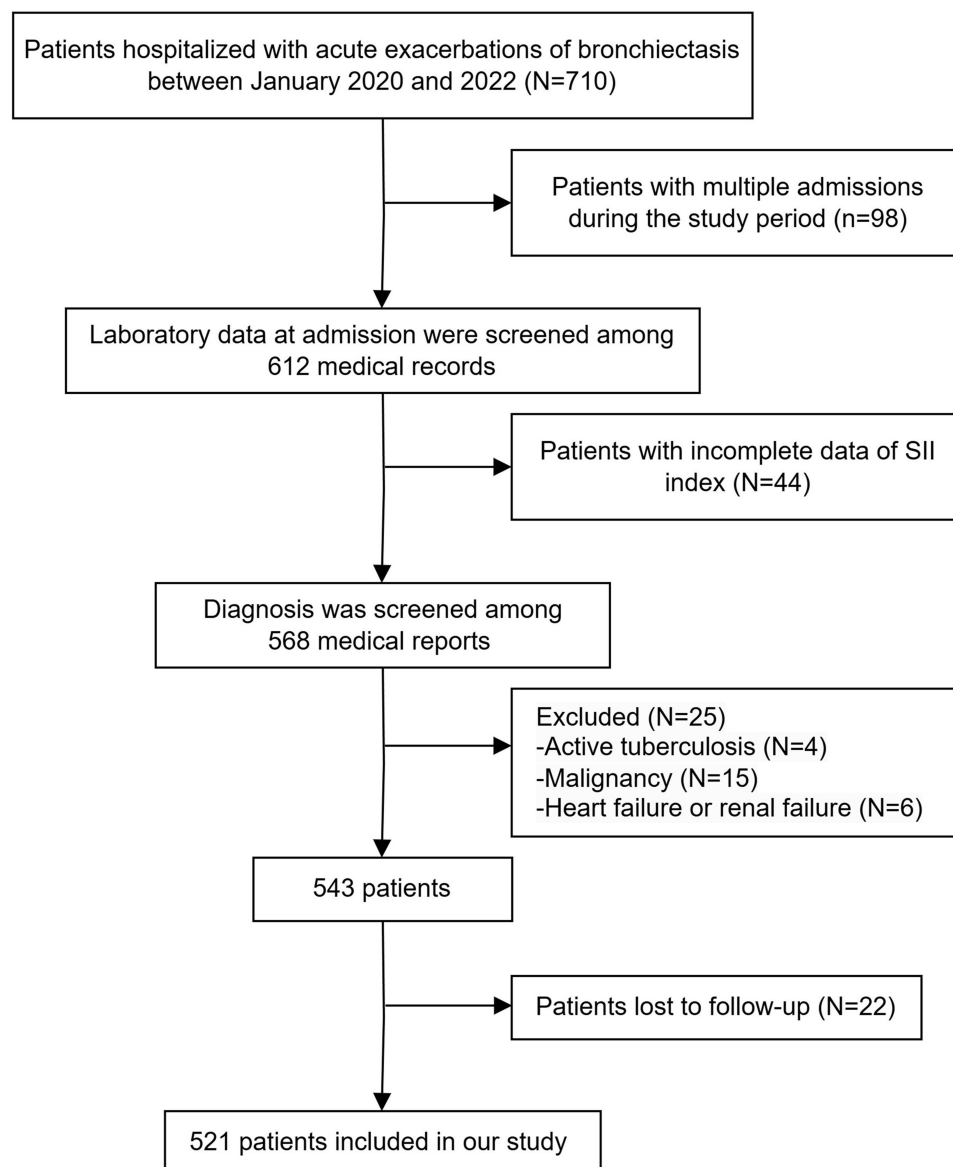 Patients hospitalized with acute exacerbations of bronchiectasis
between January 2020 and 2022 (N=710)
Patients with multiple admissions
during the study period (n=98)
Laboratory data at admission were screened among
612 medical records
Patients with incomplete data of SII
index (N=44)
Diagnosis was screened among
568 medical reports
Excluded (N=25)
-Active tuberculosis (N=4)
-Malignancy (N=15)
-Heart failure or renal failure (N=6)
543 patients
Patients lost to follow-up (N=22)
521 patients included in our study